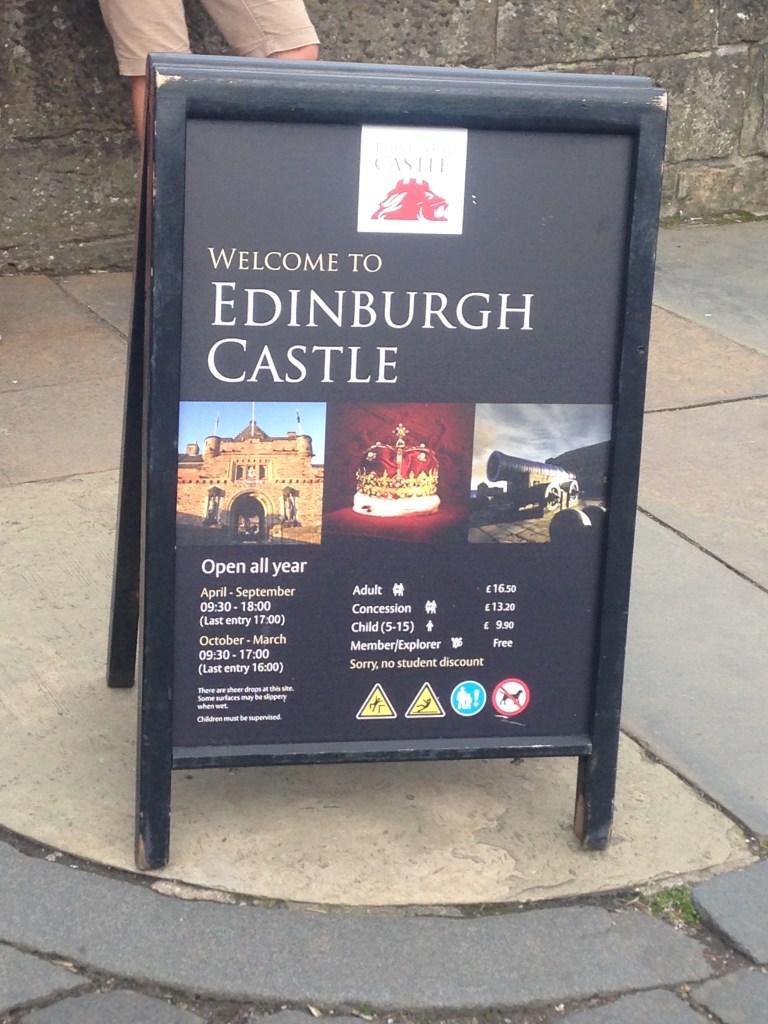 EDINBURGH
CASTLE
WELCOME TO
EDINBURGH
CASTLE
Open all year
April - September
09:30 - 18:00
(Last entry 17:00)
October - March
09:30 - 17:00
(Last entry 16:00)
There are sheer drops at this site.
Some surfaces may be slippery
when wet.
Children must be supervised.
Adult £16.50
Concession £13.20
Child (5-15) £ 9.90
Member/Explorer Free
Sorry, no student discount